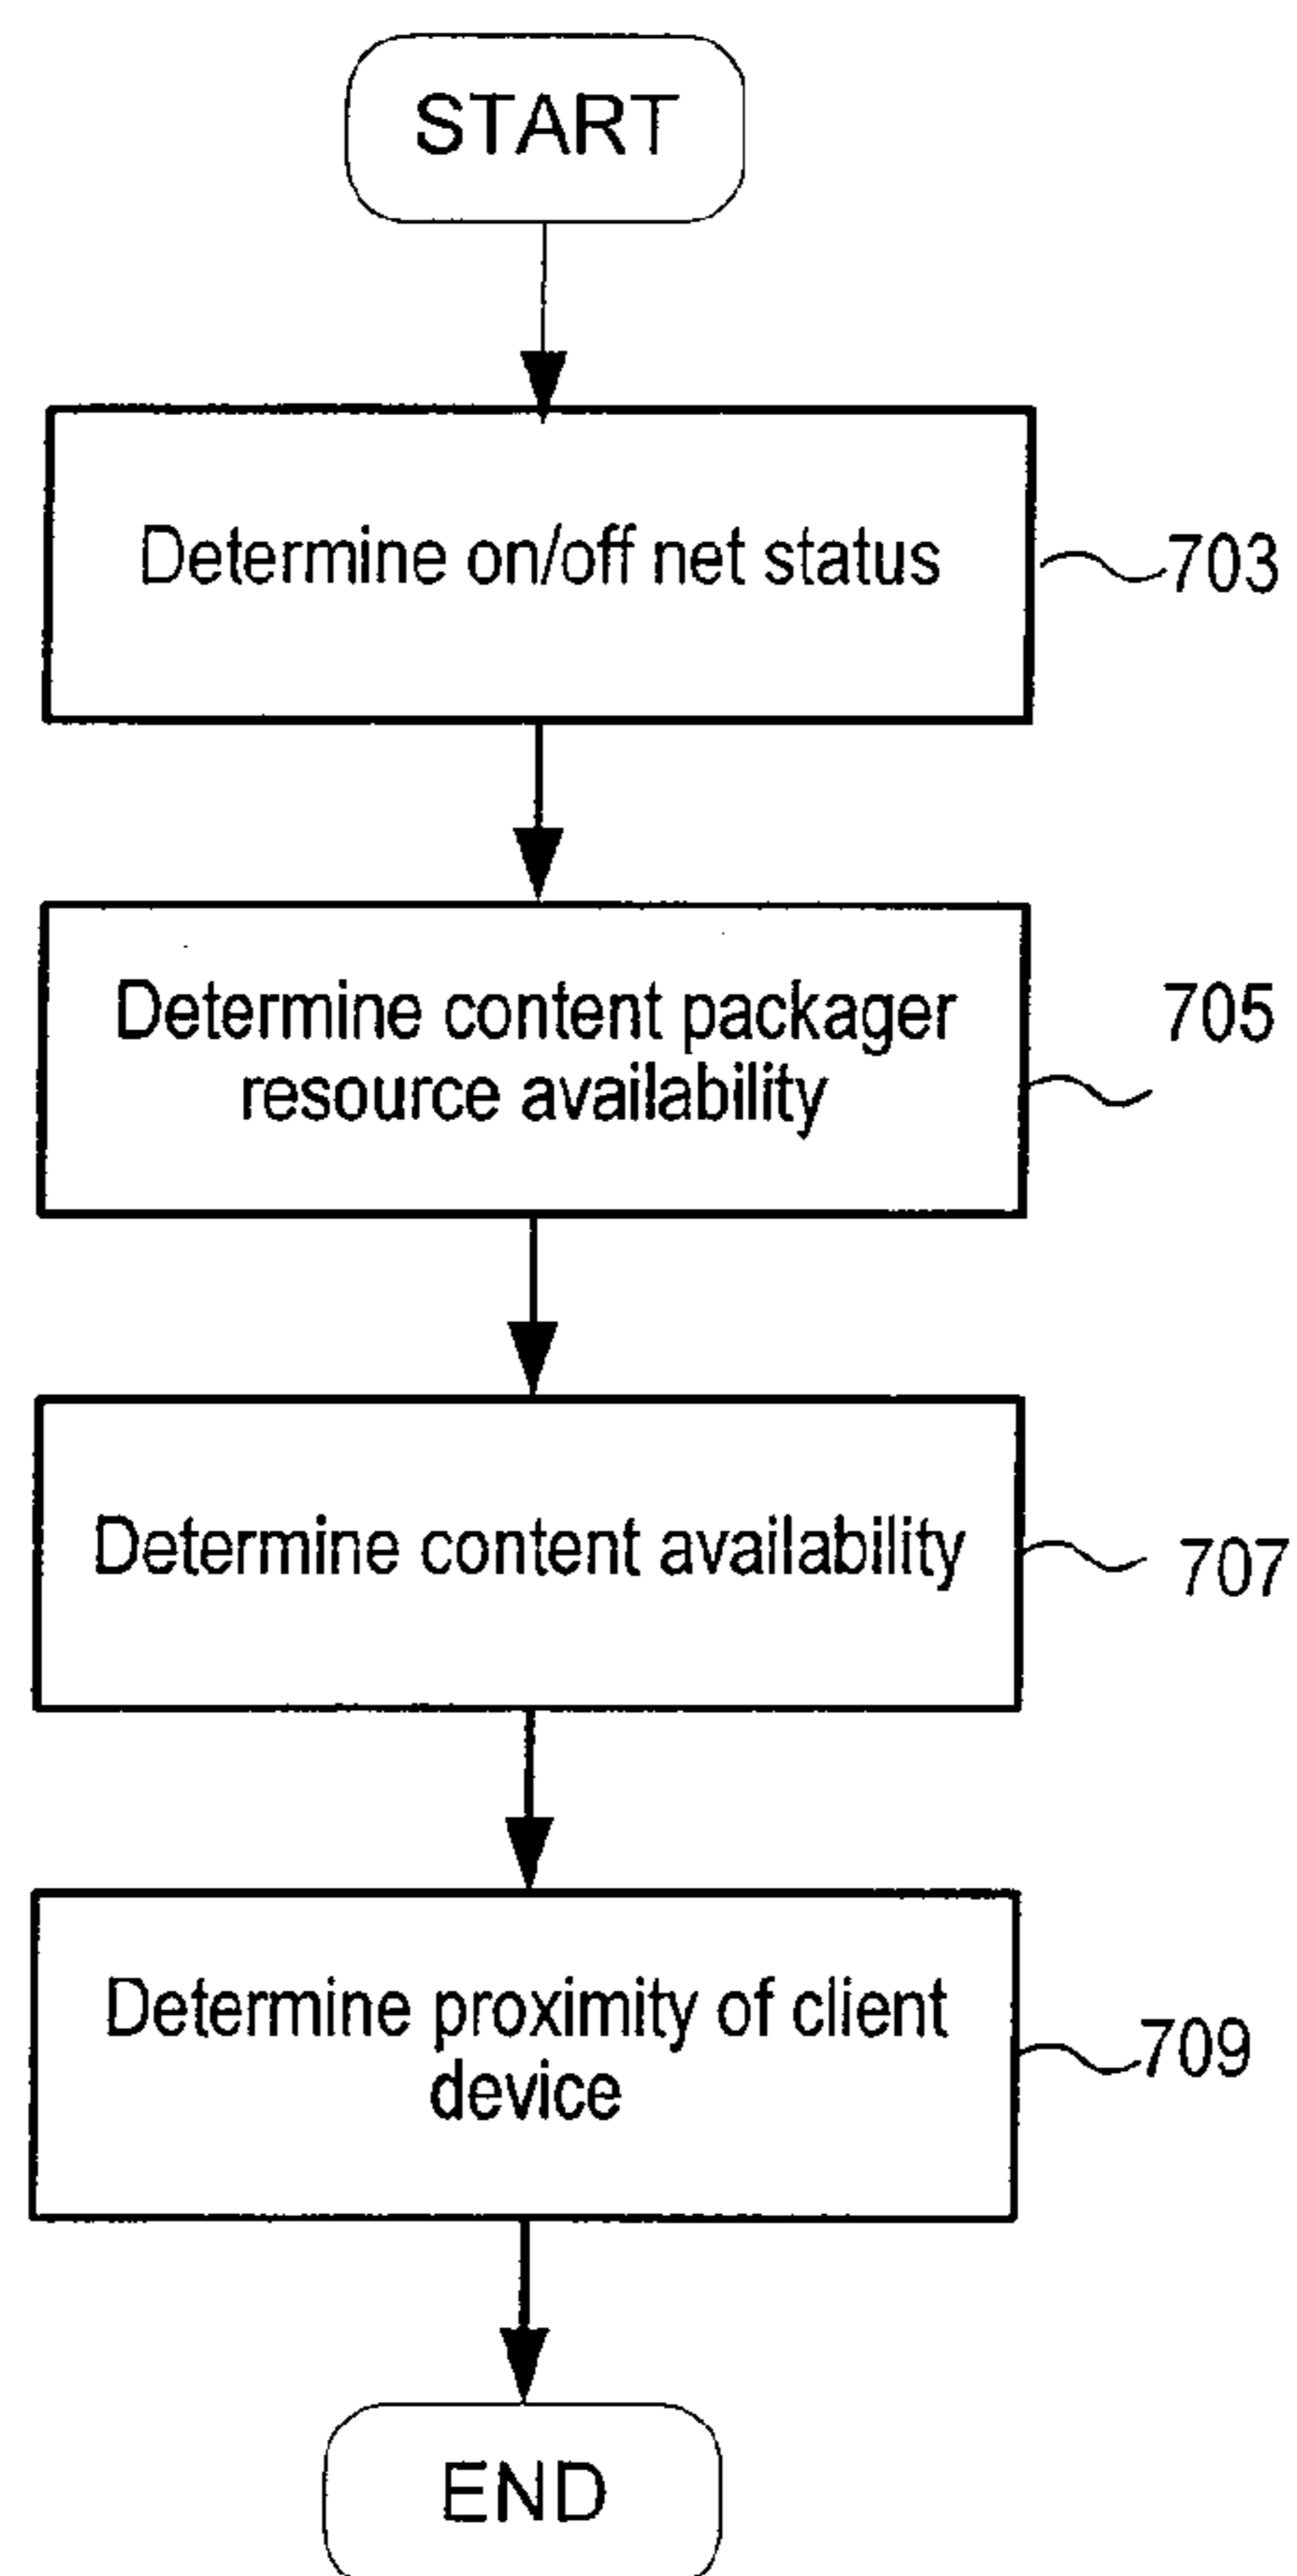 START
Determine on/off net status
703
Determine content packager
resource availability
705
Determine content availability
707
Determine proximity of client
device
709
END